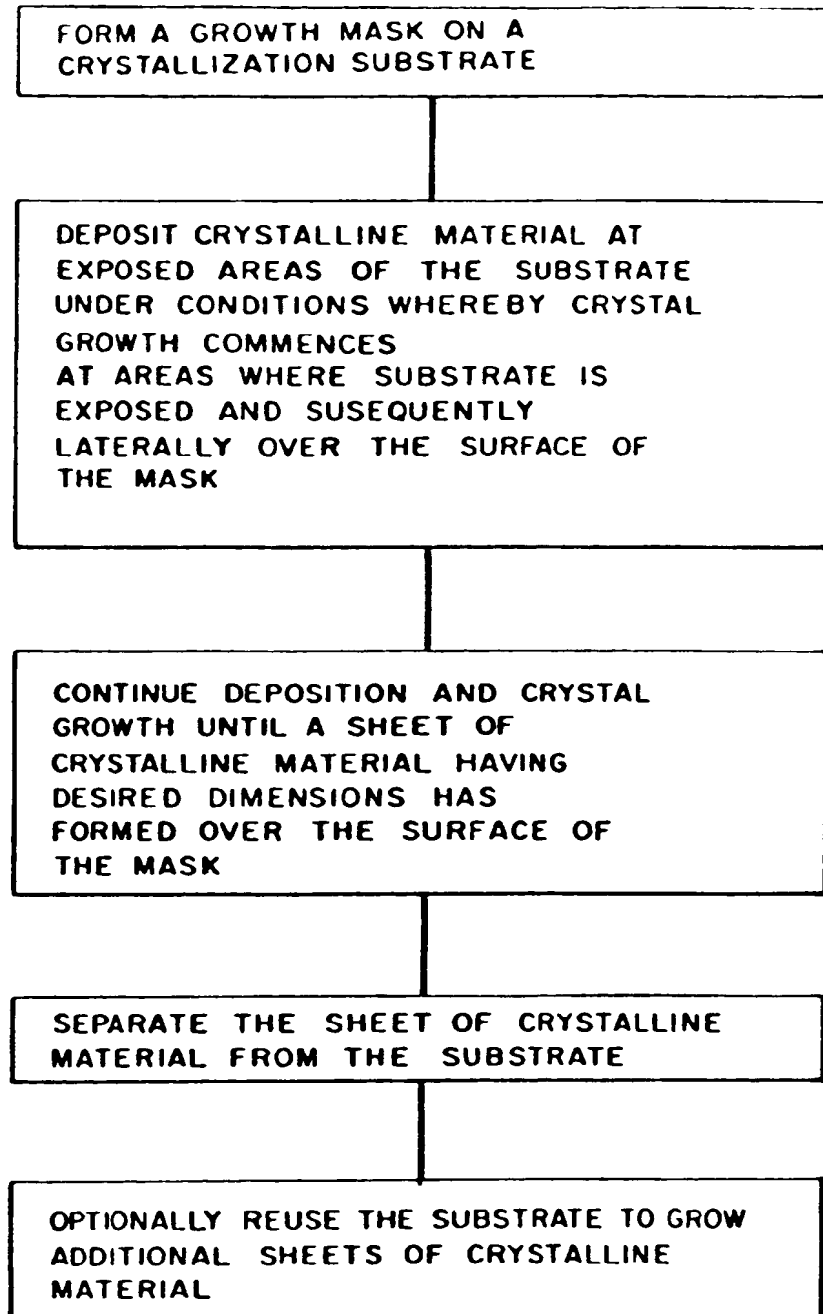 FORM A GROWTH MASK ON A
CRYSTALLIZATION SUBSTRATE
DEPOSIT CRYSTALLINE MATERIAL AT
EXPOSED AREAS OF THE SUBSTRATE
UNDER CONDITIONS WHEREBY CRYSTAL
GROWTH COMMENCES
AT AREAS WHERE SUBSTRATE IS
EXPOSED AND SUSEQUENTLY
LATERALLY OVER THE SURFACE OF
THE MASK
CONTINUE DEPOSITION AND CRYSTAL
GROWTH UNTIL A SHEET OF
CRYSTALLINE MATERIAL HAVING
DESIRED DIMENSIONS HAS
FORMED OVER THE SURFACE OF
THE MASK
SEPARATE THE SHEET OF CRYSTALLINE
MATERIAL FROM THE SUBSTRATE
OPTIONALLY REUSE THE SUBSTRATE TO GROW
ADDITIONAL SHEETS OF CRYSTALLINE
MATERIAL